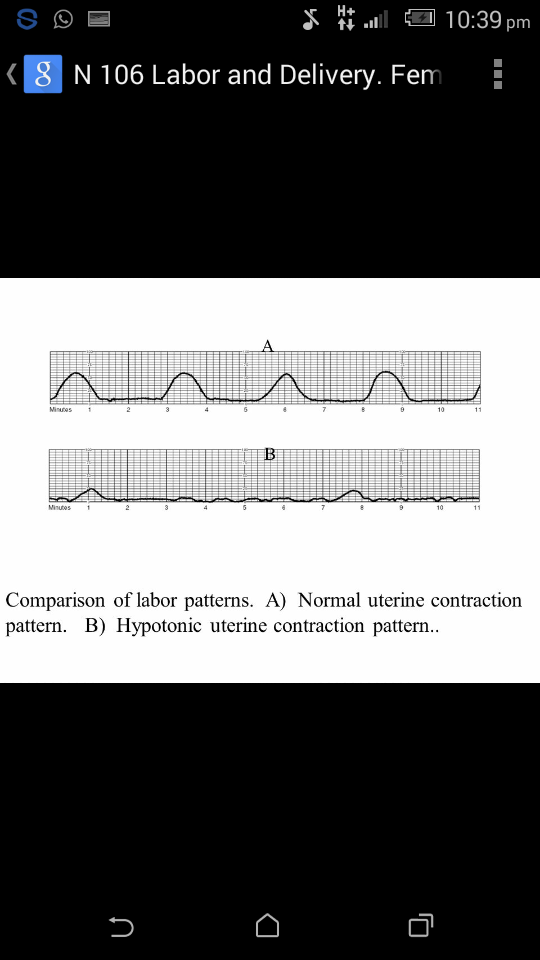 H+
10:39 pm
g N 106 Labor and Delivery. Fem
A
Minutes 1 2 3 4 5 6 7 8 9 10 11
B
Minutes 1 2 3 4 5 6 7 8 9 10 11
Comparison of labor patterns. A) Normal uterine contraction
pattern. B) Hypotonic uterine contraction pattern..